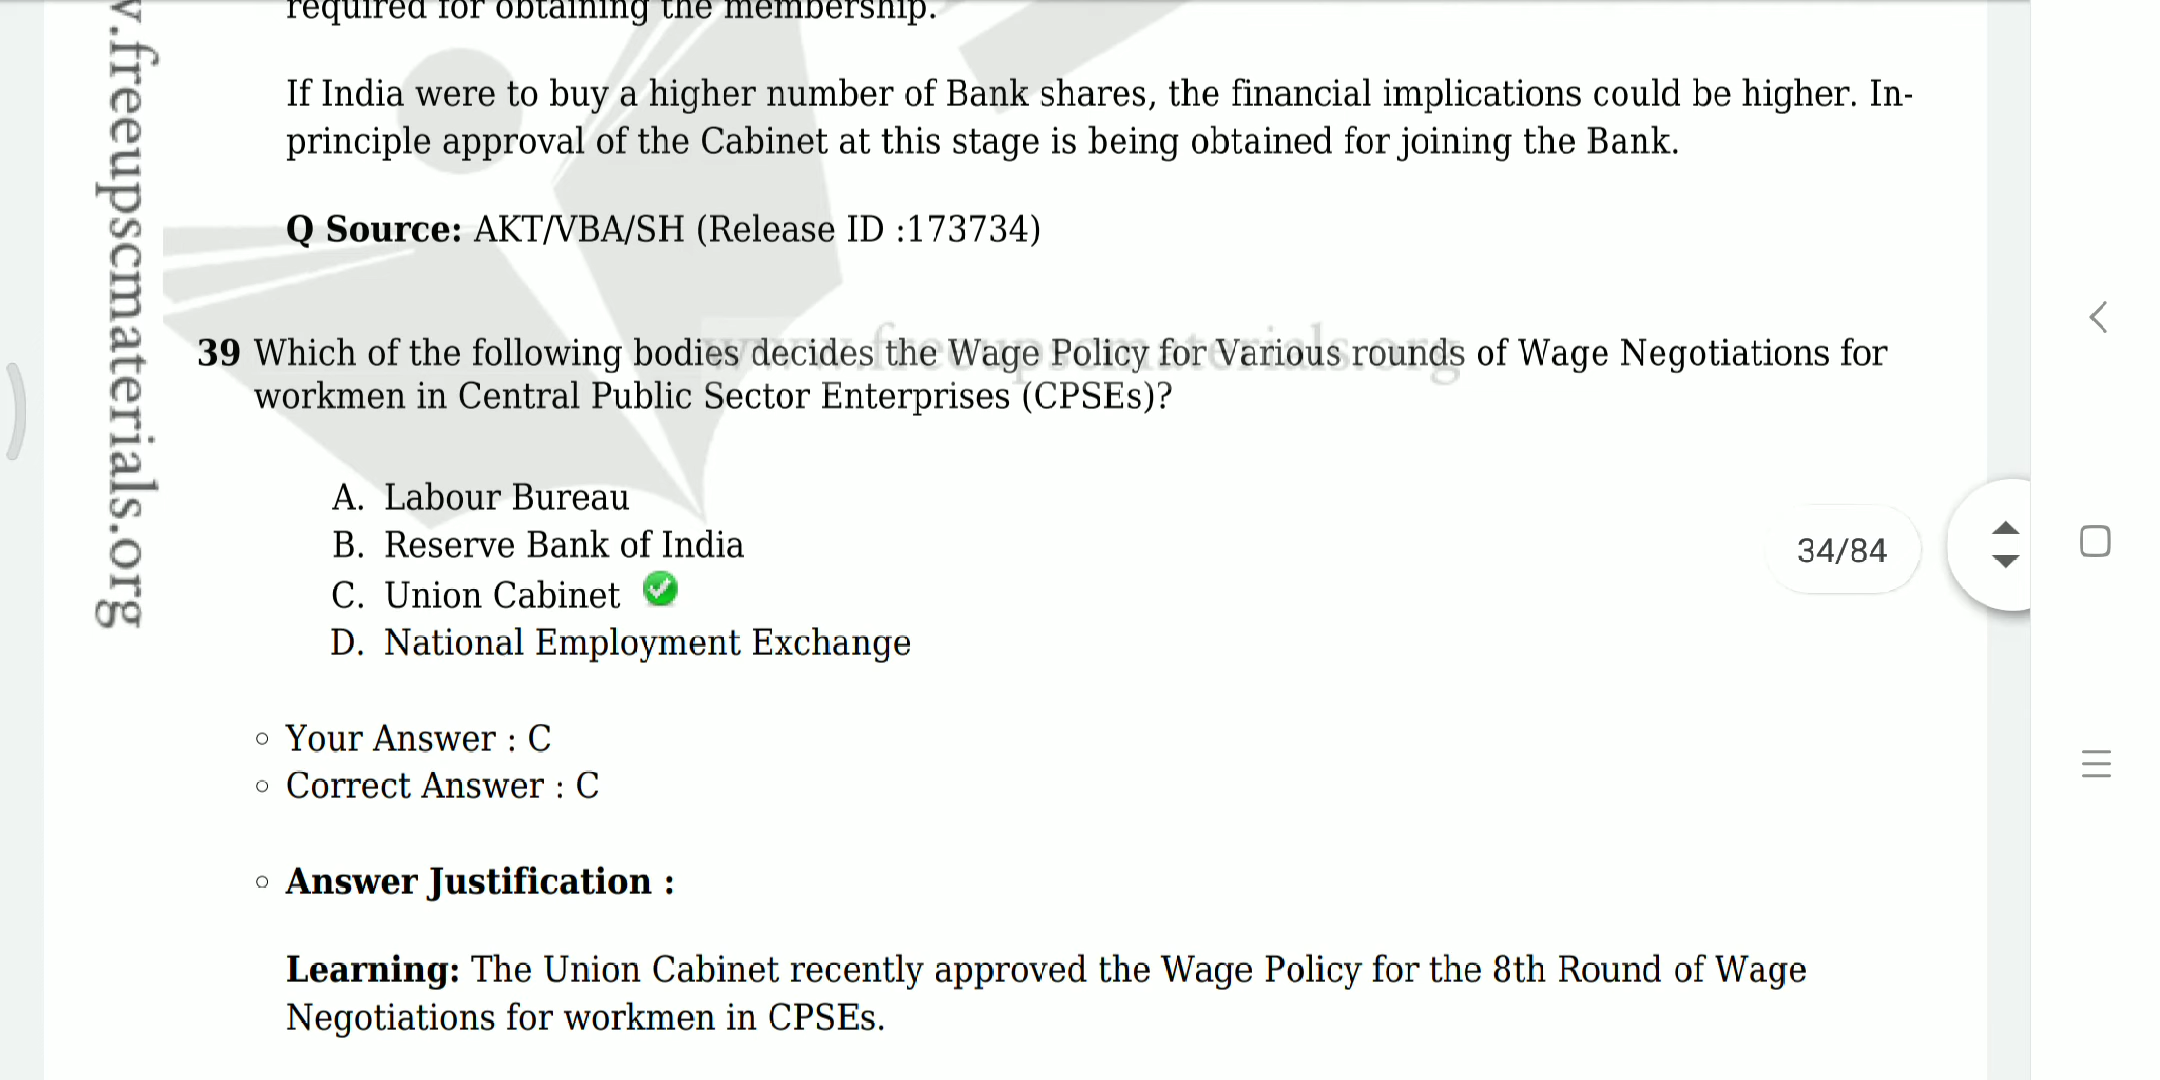 required for obtaining the membership.
If India were to buy a higher number of Bank shares, the financial implications could be higher. In-
principle approval of the Cabinet at this stage is being obtained for joining the Bank.
Q Source: AKT/VBA/SH (Release ID :173734)
39 Which of the following bodies decides the Wage Policy for Various rounds of Wage Negotiations for
workmen in Central Public Sector Enterprises (CPSEs)?
A. Labour Bureau
B. Reserve Bank of India
C. Union Cabinet
D. National Employment Exchange
34/84
Your Answer : C
Correct Answer : C
Answer Justification :
Learning: The Union Cabinet recently approved the Wage Policy for the 8th Round of Wage
Negotiations for workmen in CPSEs.
.freeupscmaterials.org
www.freeupscmaterials.org